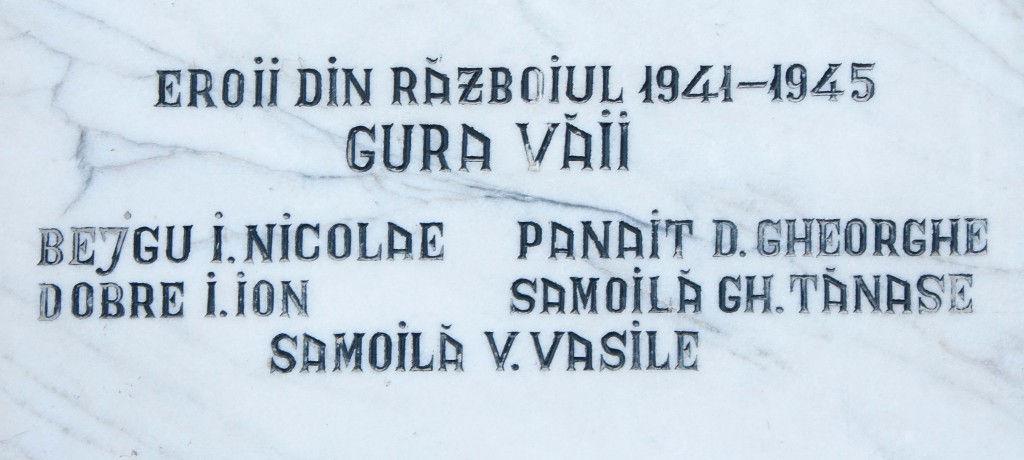 EROII DIN RĂZBOIUL 1941-1945
GURA VĂII
BEJGU I. NICOLAE PANAIT D. GHEORGHE
DOBRE I. ION SAMOILĂ GH. TĂNASE
SAMOILĂ V. VASILE